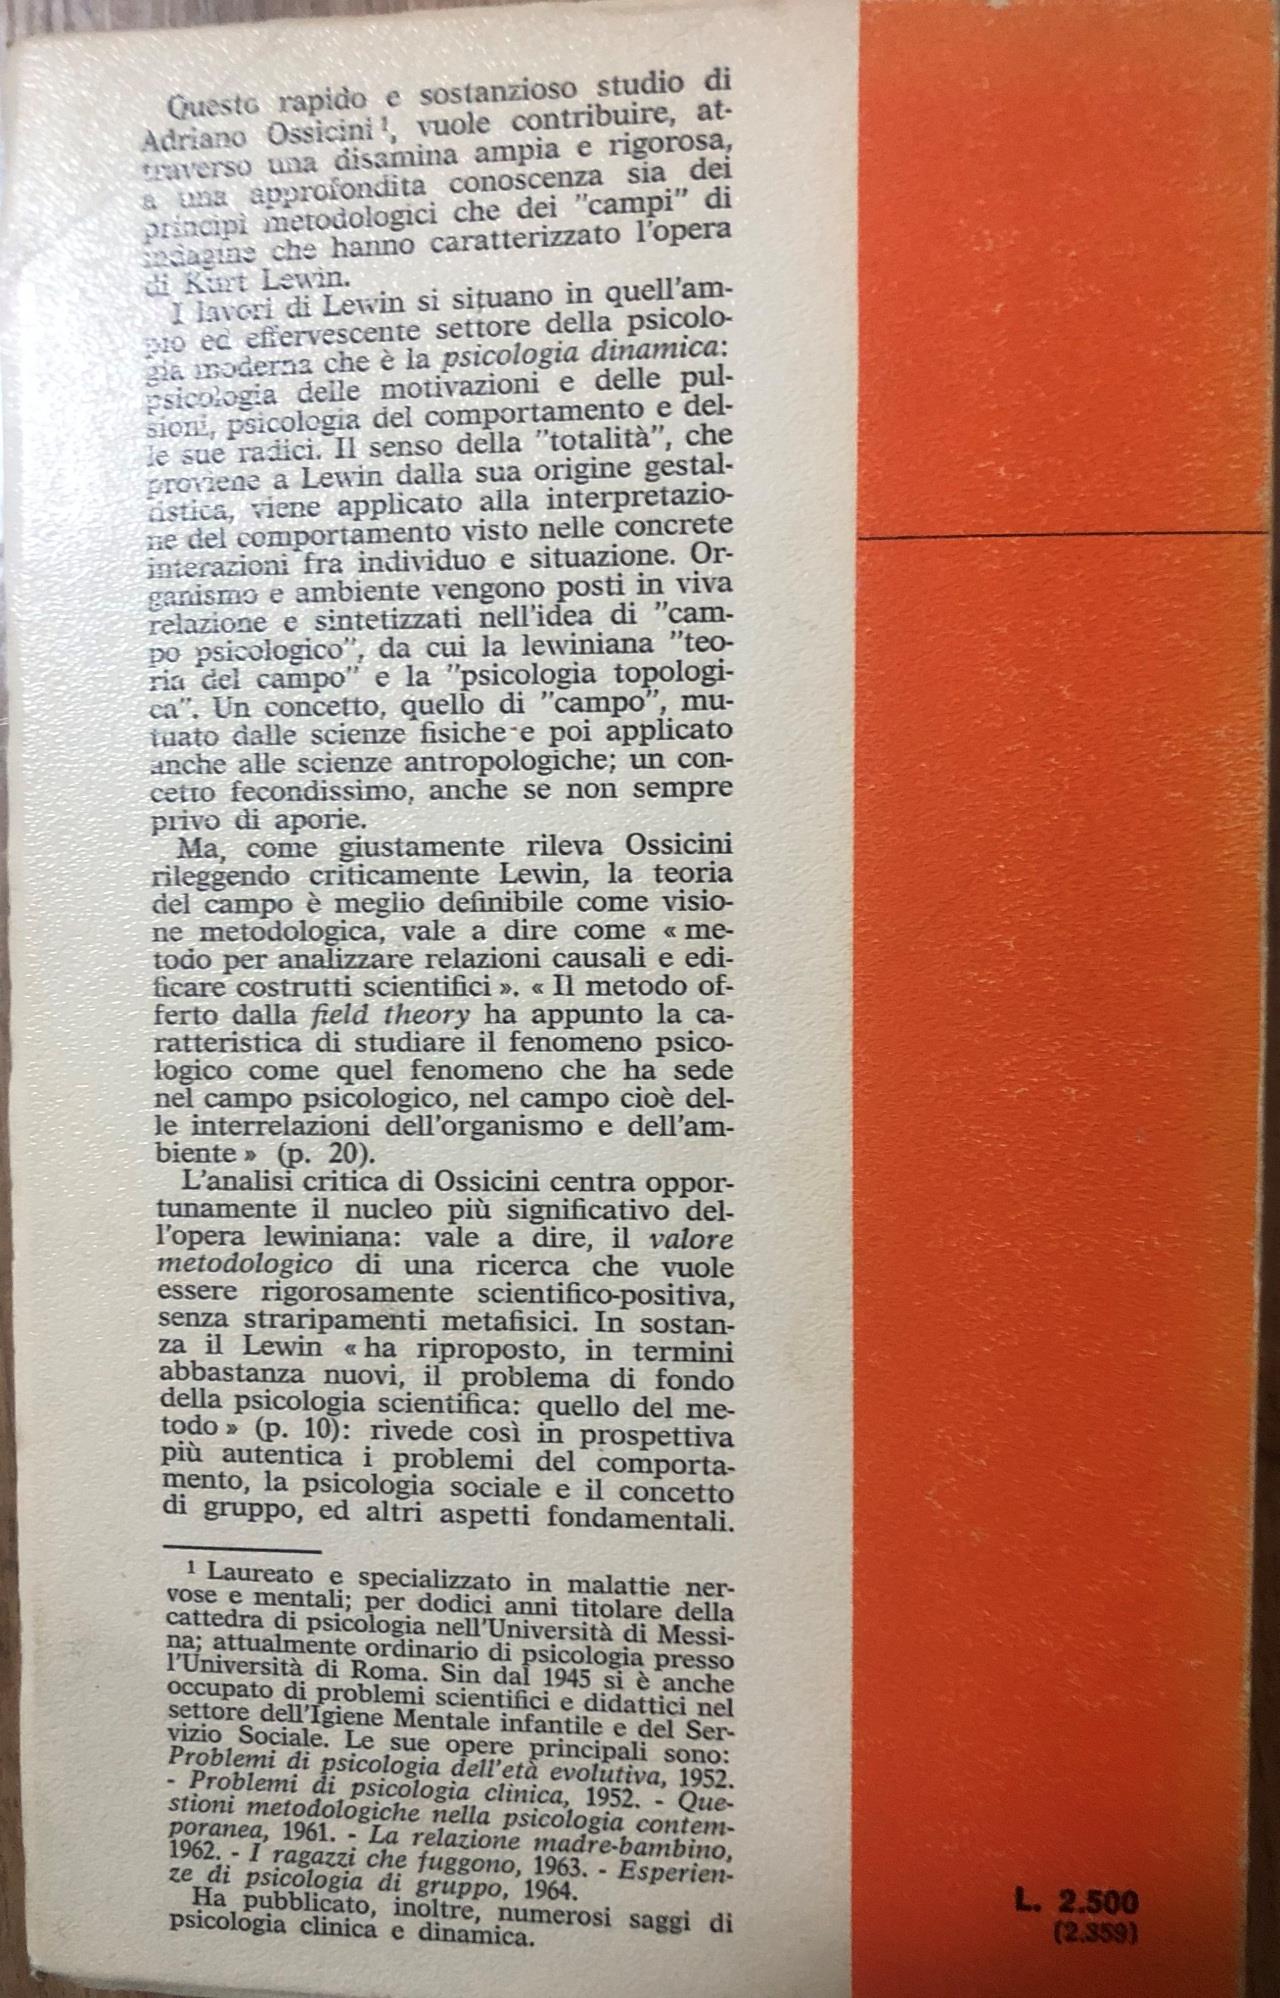 Questo rapido e sostanzioso studio di
Adriano Ossicini¹, vuole contribuire, at-
traverso una disamina ampia e rigorosa,
a una approfondita conoscenza sia dei
principi metodologici che dei "campi" di
indagine che hanno caratterizzato l'opera
di Kurt Lewin.
I lavori di Lewin si situano in quell'am-
pio ed effervescente settore della psicolo-
gia moderna che è la psicologia dinamica:
psicologia delle motivazioni e delle pul-
sioni, psicologia del comportamento e del-
le sue radici. Il senso della "totalità", che
proviene a Lewin dalla sua origine gestal-
tistica, viene applicato alla interpretazio-
ne del comportamento visto nelle concrete
interazioni fra individuo e situazione. Or-
ganismo e ambiente vengono posti in viva
relazione e sintetizzati nell'idea di "cam-
po psicologico", da cui la lewiniana "teo-
ria del campo" e la "psicologia topologi-
ca". Un concetto, quello di "campo", mu-
tuato dalle scienze fisiche e poi applicato
anche alle scienze antropologiche; un con-
cetto fecondissimo, anche se non sempre
privo di aporie.
Ma, come giustamente rileva Ossicini
rileggendo criticamente Lewin, la teoria
del campo è meglio definibile come visio-
ne metodologica, vale a dire come « me-
todo per analizzare relazioni causali e edi-
ficare costrutti scientifici ». « Il metodo of-
ferto dalla field theory ha appunto la ca-
ratteristica di studiare il fenomeno psico-
logico come quel fenomeno che ha sede
nel campo psicologico, nel campo cioè del-
le interrelazioni dell'organismo e dell'am-
biente » (p. 20).
L'analisi critica di Ossicini centra oppor-
tunamente il nucleo più significativo del-
l'opera lewiniana: vale a dire, il valore
metodologico di una ricerca che vuole
essere rigorosamente scientifico-positiva,
senza straripamenti metafisici. In sostan-
za il Lewin « ha riproposto, in termini
abbastanza nuovi, il problema di fondo
della psicologia scientifica: quello del me-
todo » (p. 10): rivede così in prospettiva
più autentica i problemi del comporta-
mento, la psicologia sociale e il concetto
di gruppo, ed altri aspetti fondamentali.
¹ Laureato e specializzato in malattie ner-
vose e mentali; per dodici anni titolare della
cattedra di psicologia nell'Università di Messi-
na; attualmente ordinario di psicologia presso
l'Università di Roma. Sin dal 1945 si è anche
occupato di problemi scientifici e didattici nel
settore dell'Igiene Mentale infantile e del Ser-
vizio Sociale. Le sue opere principali sono:
Problemi di psicologia dell'età evolutiva, 1952.
- Problemi di psicologia clinica, 1952. - Que-
stioni metodologiche nella psicologia contem-
poranea, 1961. - La relazione madre-bambino,
1962. - I ragazzi che fuggono, 1963. - Esperien-
ze di psicologia di gruppo, 1964.
Ha pubblicato, inoltre, numerosi saggi di
psicologia clinica e dinamica.
L. 2.500
(2.359)